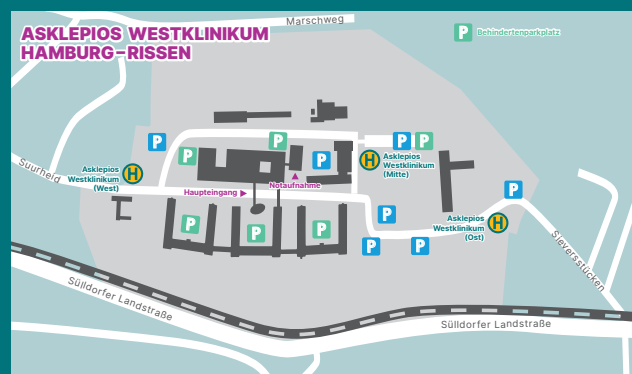 Marschweg
ASKLEPIOS WESTKLINIKUM
HAMBURG-RISSEN
P Behindertenparkplatz
P
P
P P
P
P
Suurheid
Asklepios
Westklinikum
(West)
H
H
Asklepios
Westklinikum
(Mitte)
Notaufnahme
Haupteingang
P
P
P
P
P
Asklepios
Westklinikum
(Ost)
H
P
P
Sieversstücken
Sülldorfer Landstraße
Sülldorfer Landstraße